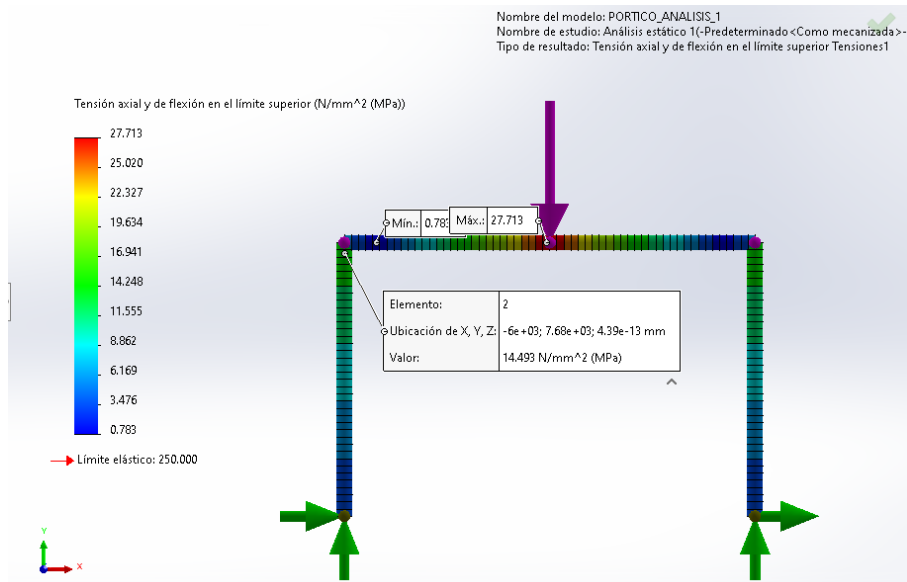 Nombre del modelo: PORTICO_ANALISIS_1
Nombre de estudio: Análisis estático 1(-Predeterminado<Como mecanizada>-
Tipo de resultado: Tensión axial y de flexión en el límite superior Tensiones1
Tensión axial y de flexión en el límite superior (N/mm^2 (MPa))
27.713
25.020
22.327
19.634
16.941
14.248
11.555
8.862
6.169
3.476
0.783
Límite elástico: 250.000
Mín.: 0.783
Máx.: 27.713
Elemento: 2
Ubicación de X, Y, Z: -6e+03; 7.68e+03; 4.39e-13 mm
Valor: 14.493 N/mm^2 (MPa)
Y
X